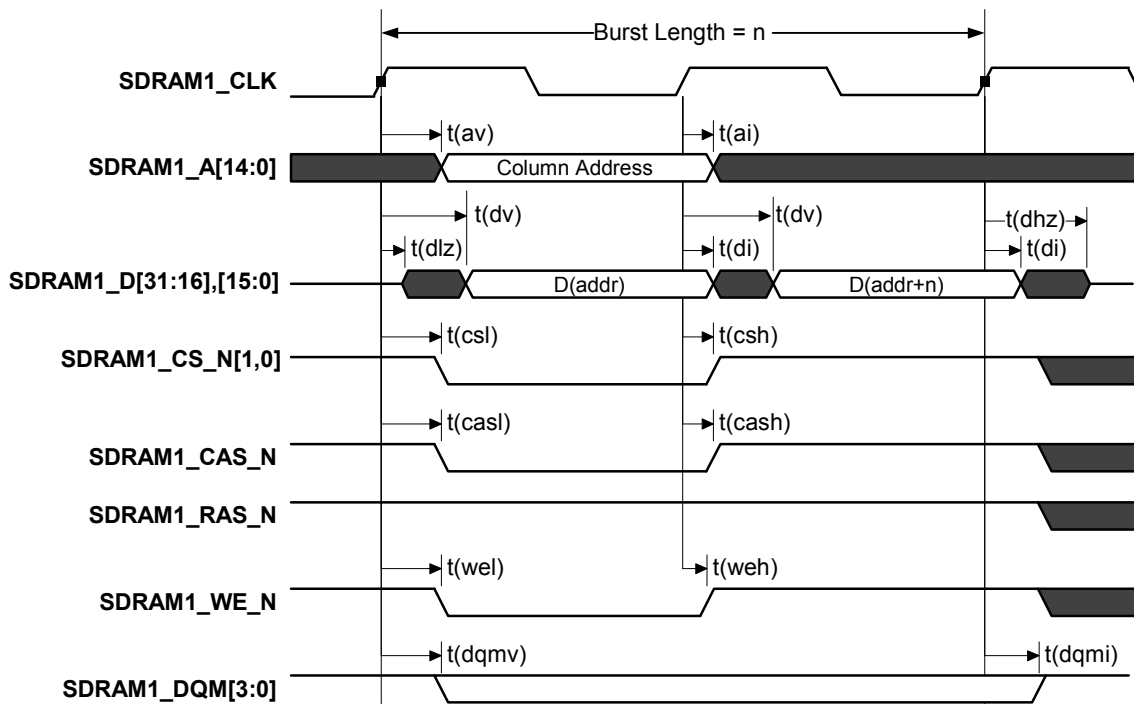 Burst Length = n
SDRAM1_CLK
t(av) t(ai)
SDRAM1_A[14:0] Column Address
t(dv) t(dv) t(dhz)
t(dlz) t(di) t(di)
SDRAM1_D[31:16],[15:0] D(addr) D(addr+n)
t(csl) t(csh)
SDRAM1_CS_N[1,0]
t(casl) t(cash)
SDRAM1_CAS_N
SDRAM1_RAS_N
t(wel) t(weh)
SDRAM1_WE_N
t(dqmv) t(dqmi)
SDRAM1_DQM[3:0]